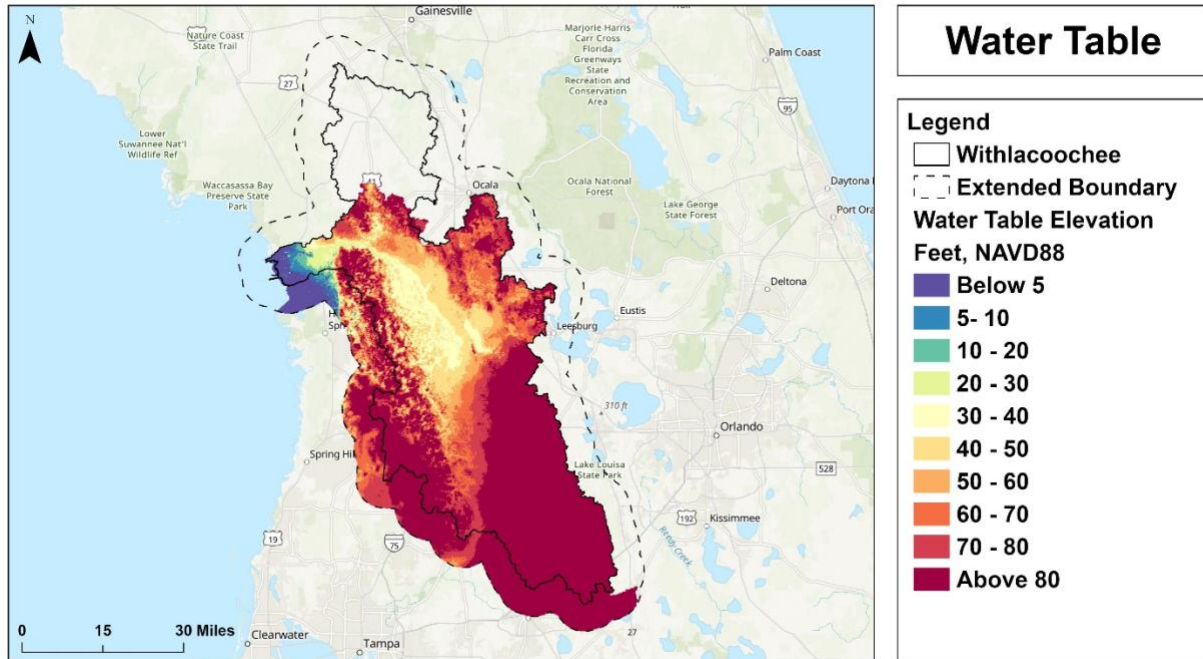 N
Gainesville
Nature Coast
State Trail
27
Marjorie Harris
Carr Cross
Florida
Greenways
State
Recreation and
Conservation
Area
Palm Coast
95
Lower
Suwannee Nat'l
Wildlife Ref
Waccasassa Bay
Preserve State
Park
Ocala
Ocala National
Forest
Lake George
State Forest
Daytona
Port Oran
Deltona
Eustis
Leesburg
310 ft
Orlando
Lake Louisa
State Park
528
Spring Hill
192
Kissimmee
Reedy Creek
19
75
27
Clearwater
Tampa
0 15 30 Miles
Water Table
Legend
Withlacoochee
Extended Boundary
Water Table Elevation
Feet, NAVD88
Below 5
5- 10
10 - 20
20 - 30
30 - 40
40 - 50
50 - 60
60 - 70
70 - 80
Above 80